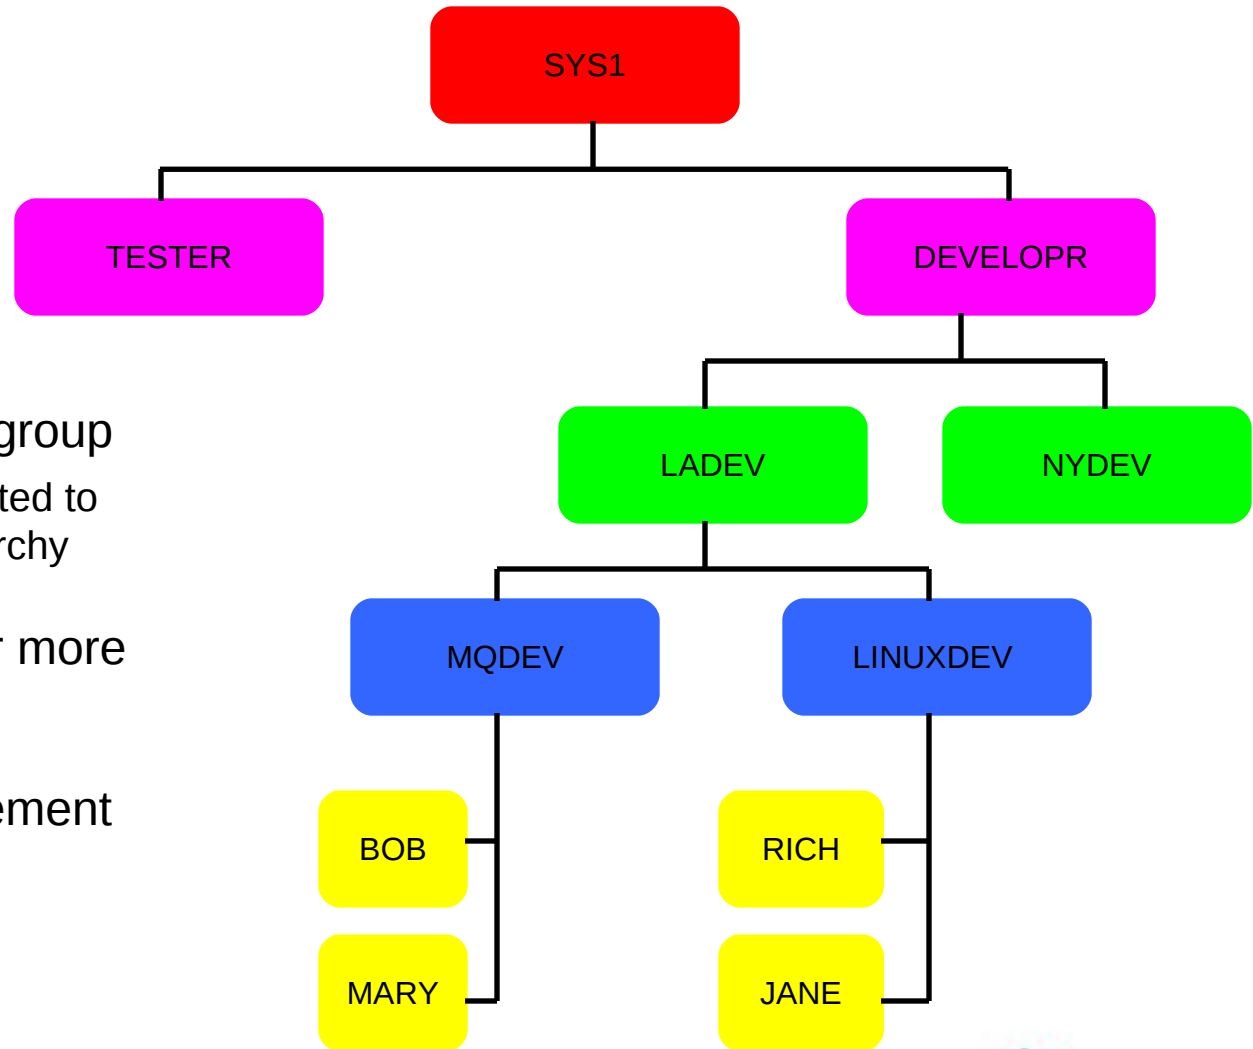 SYS1
TESTER
DEVELOPR
group
ted to
rchy
LADEV
NYDEV
r more
MQDEV
LINUXDEV
ement
BOB
RICH
MARY
JANE